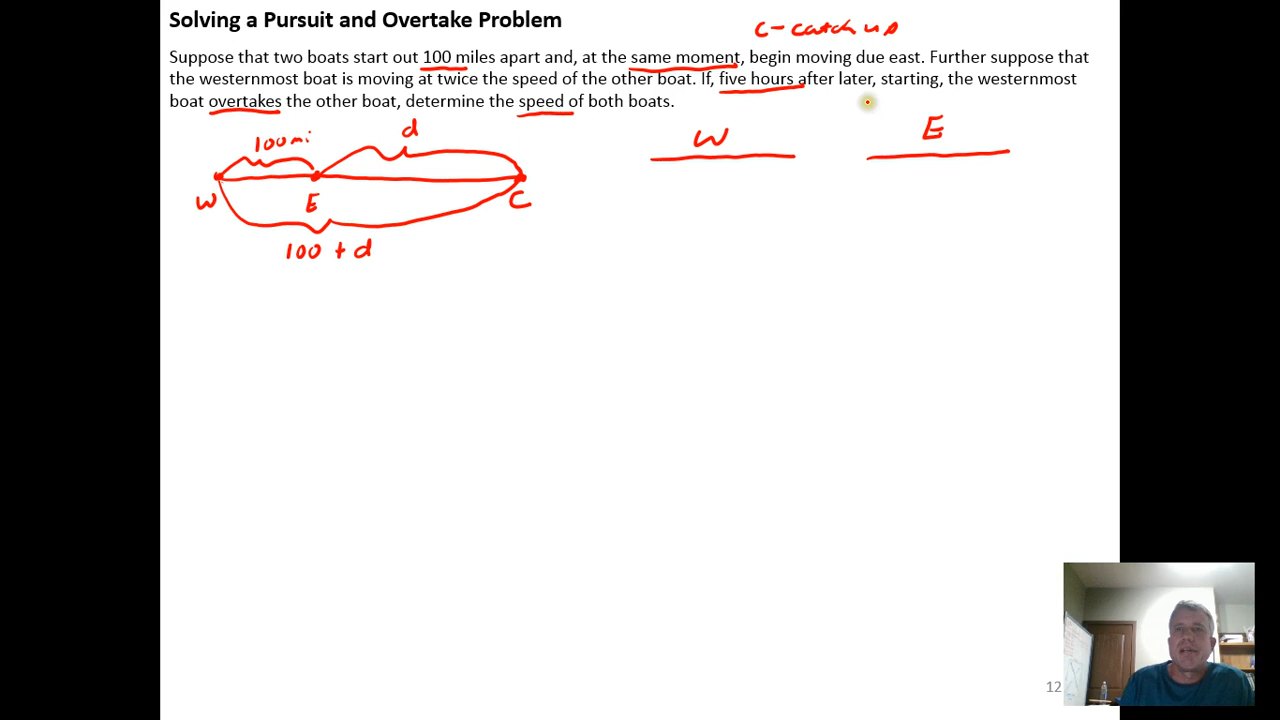 Solving a Pursuit and Overtake Problem
C - catch up
Suppose that two boats start out 100 miles apart and, at the same moment, begin moving due east. Further suppose that
the westernmost boat is moving at twice the speed of the other boat. If, five hours after later, starting, the westernmost
boat overtakes the other boat, determine the speed of both boats.
100mi d
W E
W E C
100 + d
12